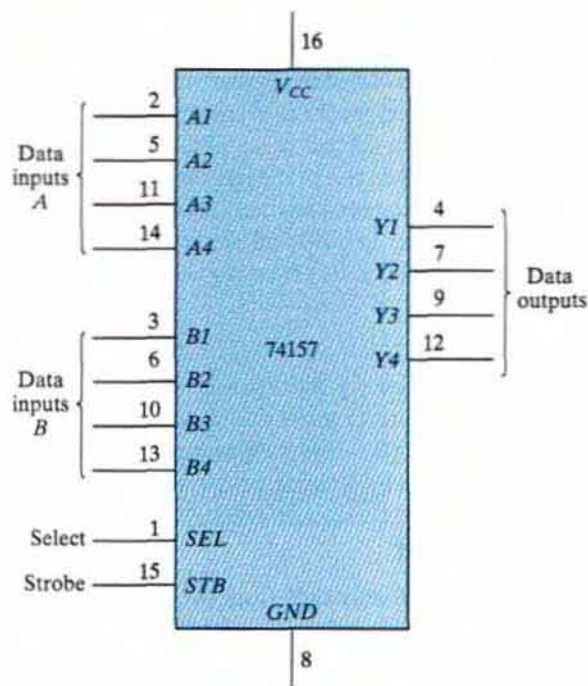 16
V_CC
2 A1
5 A2
11 A3
14 A4
Data
inputs
A
Y1 4
Y2 7
Y3 9
Y4 12
Data
outputs
74157
3 B1
6 B2
10 B3
13 B4
Data
inputs
B
Select 1 SEL
Strobe 15 STB
GND
8